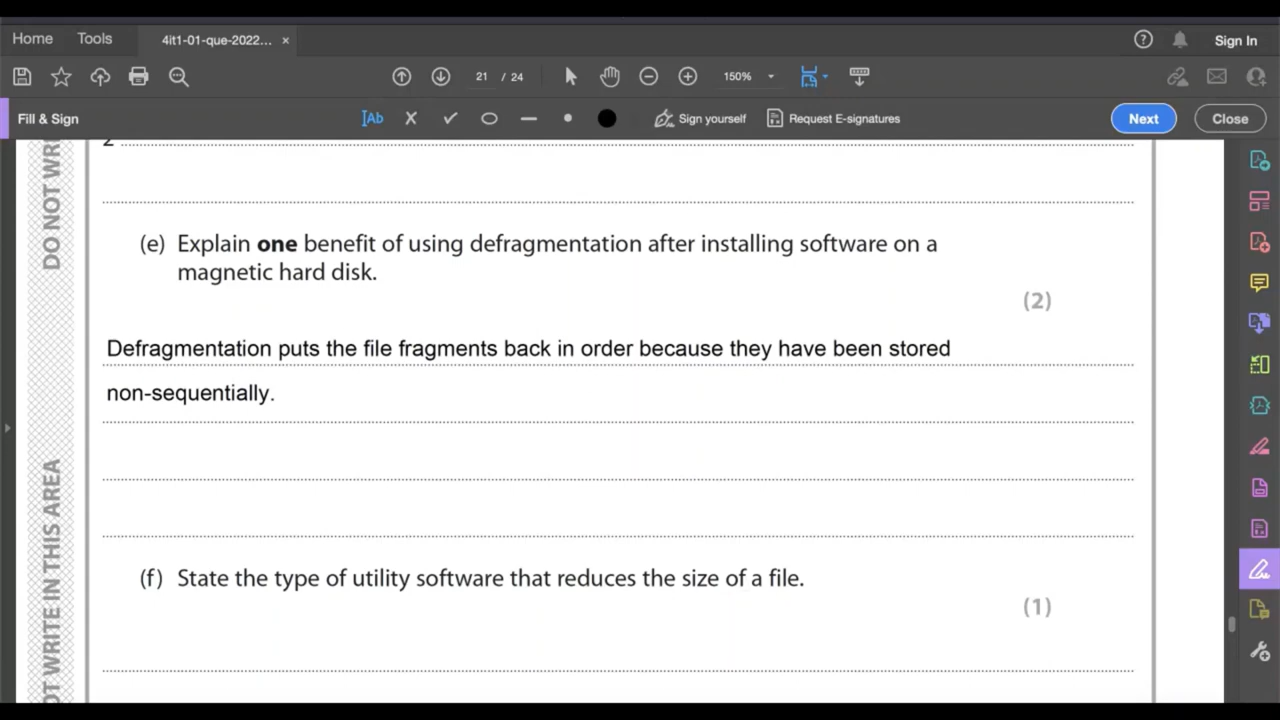 Home Tools 4it1-01-que-2022... × Sign In
21 / 24 150%
Fill & Sign Ab Sign yourself Request E-signatures Next Close
2
(e) Explain one benefit of using defragmentation after installing software on a
magnetic hard disk.
(2)
Defragmentation puts the file fragments back in order because they have been stored
non-sequentially.
(f) State the type of utility software that reduces the size of a file.
(1)
DO NOT WR
OT WRITE IN THIS AREA